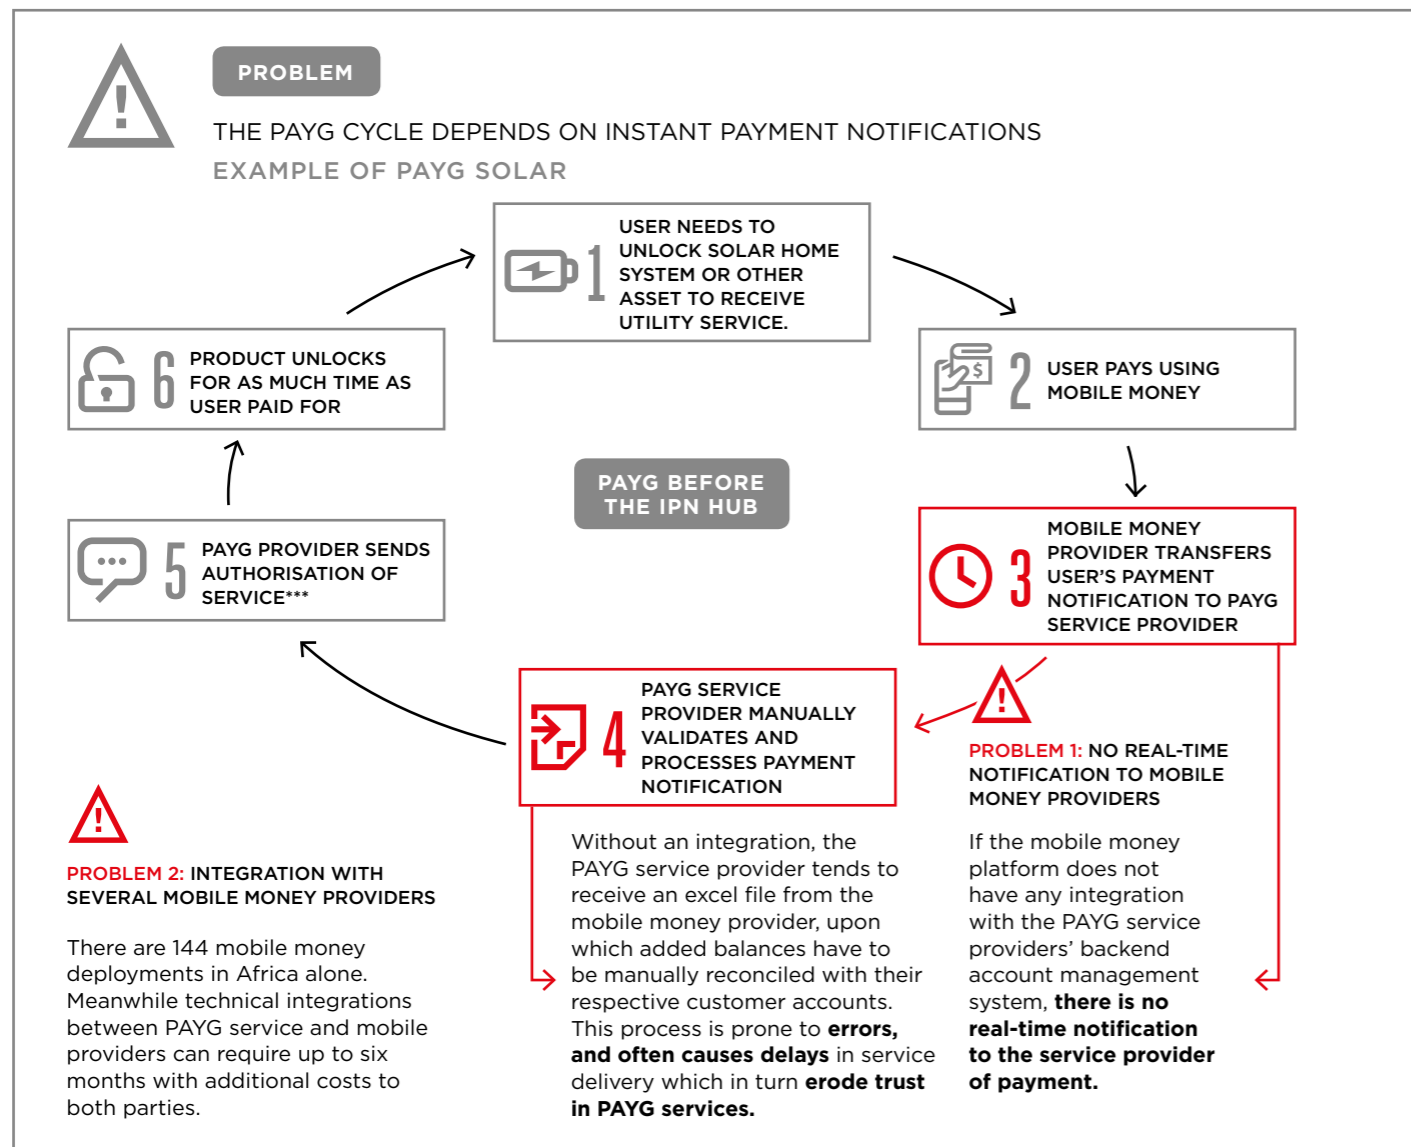 PROBLEM
THE PAYG CYCLE DEPENDS ON INSTANT PAYMENT NOTIFICATIONS
EXAMPLE OF PAYG SOLAR
1
USER NEEDS TO
UNLOCK SOLAR HOME
SYSTEM OR OTHER
ASSET TO RECEIVE
UTILITY SERVICE.
2
USER PAYS USING
MOBILE MONEY
$
3
MOBILE MONEY
PROVIDER TRANSFERS
USER'S PAYMENT
NOTIFICATION TO PAYG
SERVICE PROVIDER
4
PAYG SERVICE
PROVIDER MANUALLY
VALIDATES AND
PROCESSES PAYMENT
NOTIFICATION
5
PAYG PROVIDER SENDS
AUTHORISATION OF
SERVICE***
6
PRODUCT UNLOCKS
FOR AS MUCH TIME AS
USER PAID FOR
PAYG BEFORE
THE IPN HUB
PROBLEM 1: NO REAL-TIME
NOTIFICATION TO MOBILE
MONEY PROVIDERS
If the mobile money
platform does not
have any integration
with the PAYG service
providers' backend
account management
system, there is no
real-time notification
to the service provider
of payment.
Without an integration, the
PAYG service provider tends to
receive an excel file from the
mobile money provider, upon
which added balances have to
be manually reconciled with their
respective customer accounts.
This process is prone to errors,
and often causes delays in service
delivery which in turn erode trust
in PAYG services.
PROBLEM 2: INTEGRATION WITH
SEVERAL MOBILE MONEY PROVIDERS
There are 144 mobile money
deployments in Africa alone.
Meanwhile technical integrations
between PAYG service and mobile
providers can require up to six
months with additional costs to
both parties.